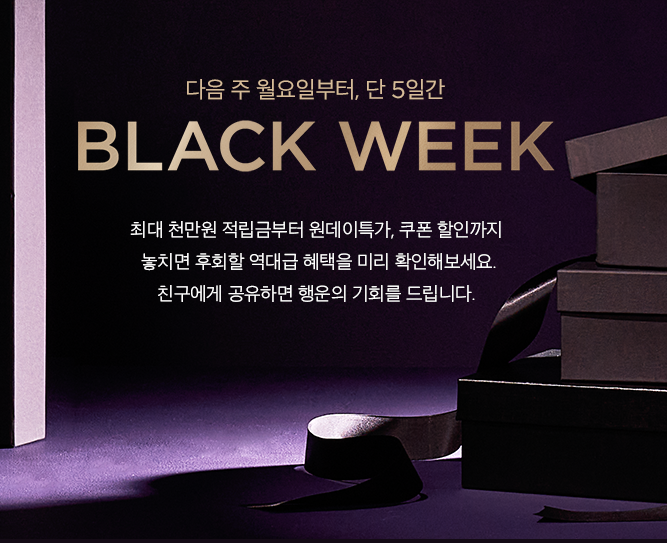 다음 주 월요일부터, 단 5일간
BLACK WEEK
최대 천만원 적립금부터 원데이특가, 쿠폰 할인까지
놓치면 후회할 역대급 혜택을 미리 확인해보세요.
친구에게 공유하면 행운의 기회를 드립니다.